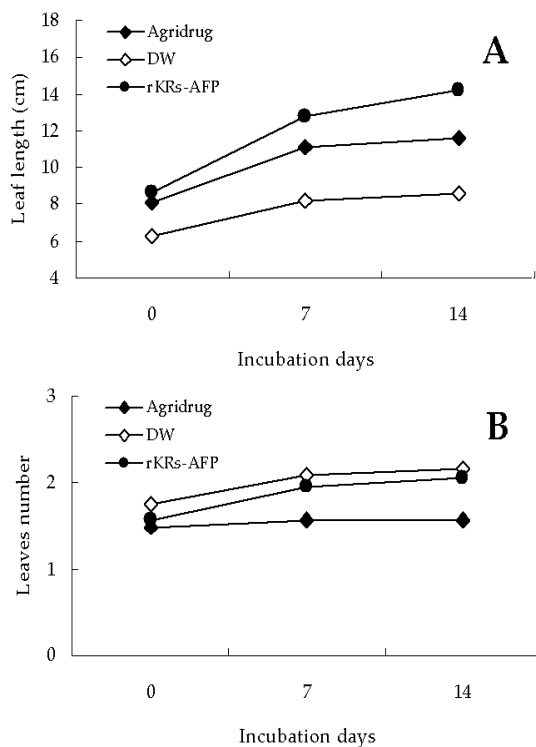 18
16
14
12
10
8
6
4
Leaf length (cm)
Agridrug
DW
rKRs-AFP
A
0 7 14
Incubation days
3
2
1
0
Leaves number
Agridrug
DW
rKRs-AFP
B
0 7 14
Incubation days